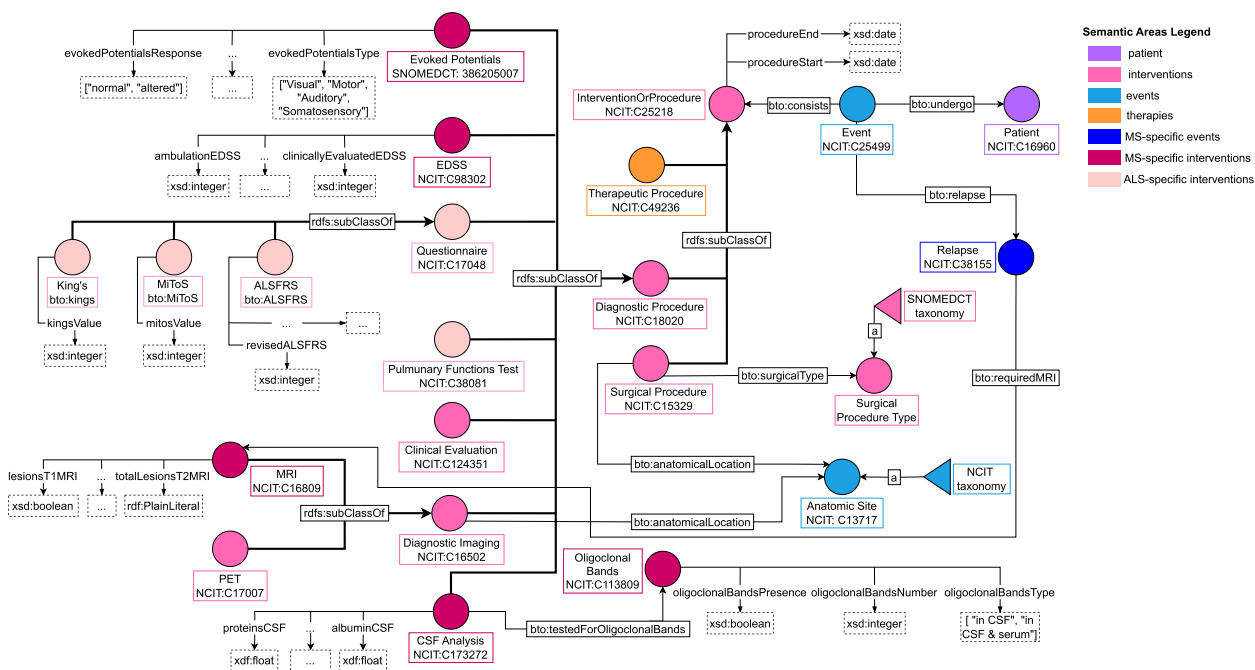 evokedPotentialsResponse
...
evokedPotentialsType
["normal", "altered"]
...
["Visual", "Motor",
"Auditory",
"Somatosensory"]
Evoked Potentials
SNOMEDCT: 386205007
ambulationEDSS
...
clinicallyEvaluatedEDSS
xsd:integer
...
xsd:integer
EDSS
NCIT:C98302
rdfs:subClassOf
Questionnaire
NCIT:C17048
King's
bto:kings
MiToS
bto:MiToS
ALSFRS
bto:ALSFRS
kingsValue
mitosValue
...
...
revisedALSFRS
xsd:integer
xsd:integer
xsd:integer
Pulmunary Functions Test
NCIT:C38081
Clinical Evaluation
NCIT:C124351
lesionsT1MRI
...
totalLesionsT2MRI
xsd:boolean
...
rdf:PlainLiteral
MRI
NCIT:C16809
rdfs:subClassOf
PET
NCIT:C17007
Diagnostic Imaging
NCIT:C16502
proteinsCSF
...
albuminCSF
xdf:float
...
xdf:float
CSF Analysis
NCIT:C173272
bto:testedForOligoclonalBands
Oligoclonal
Bands
NCIT:C113809
oligoclonalBandsPresence
oligoclonalBandsNumber
oligoclonalBandsType
xsd:boolean
xsd:integer
[ "in CSF", "in
CSF & serum"]
procedureEnd
xsd:date
procedureStart
xsd:date
InterventionOrProcedure
NCIT:C25218
bto:consists
Event
NCIT:C25499
bto:undergo
Patient
NCIT:C16960
Therapeutic Procedure
NCIT:C49236
bto:relapse
rdfs:subClassOf
Relapse
NCIT:C38155
rdfs:subClassOf
Diagnostic Procedure
NCIT:C18020
SNOMEDCT
taxonomy
a
Surgical Procedure
NCIT:C15329
bto:surgicalType
Surgical
Procedure Type
bto:requiredMRI
bto:anatomicalLocation
a
NCIT
taxonomy
Anatomic Site
NCIT: C13717
bto:anatomicalLocation
Semantic Areas Legend
patient
interventions
events
therapies
MS-specific events
MS-specific interventions
ALS-specific interventions